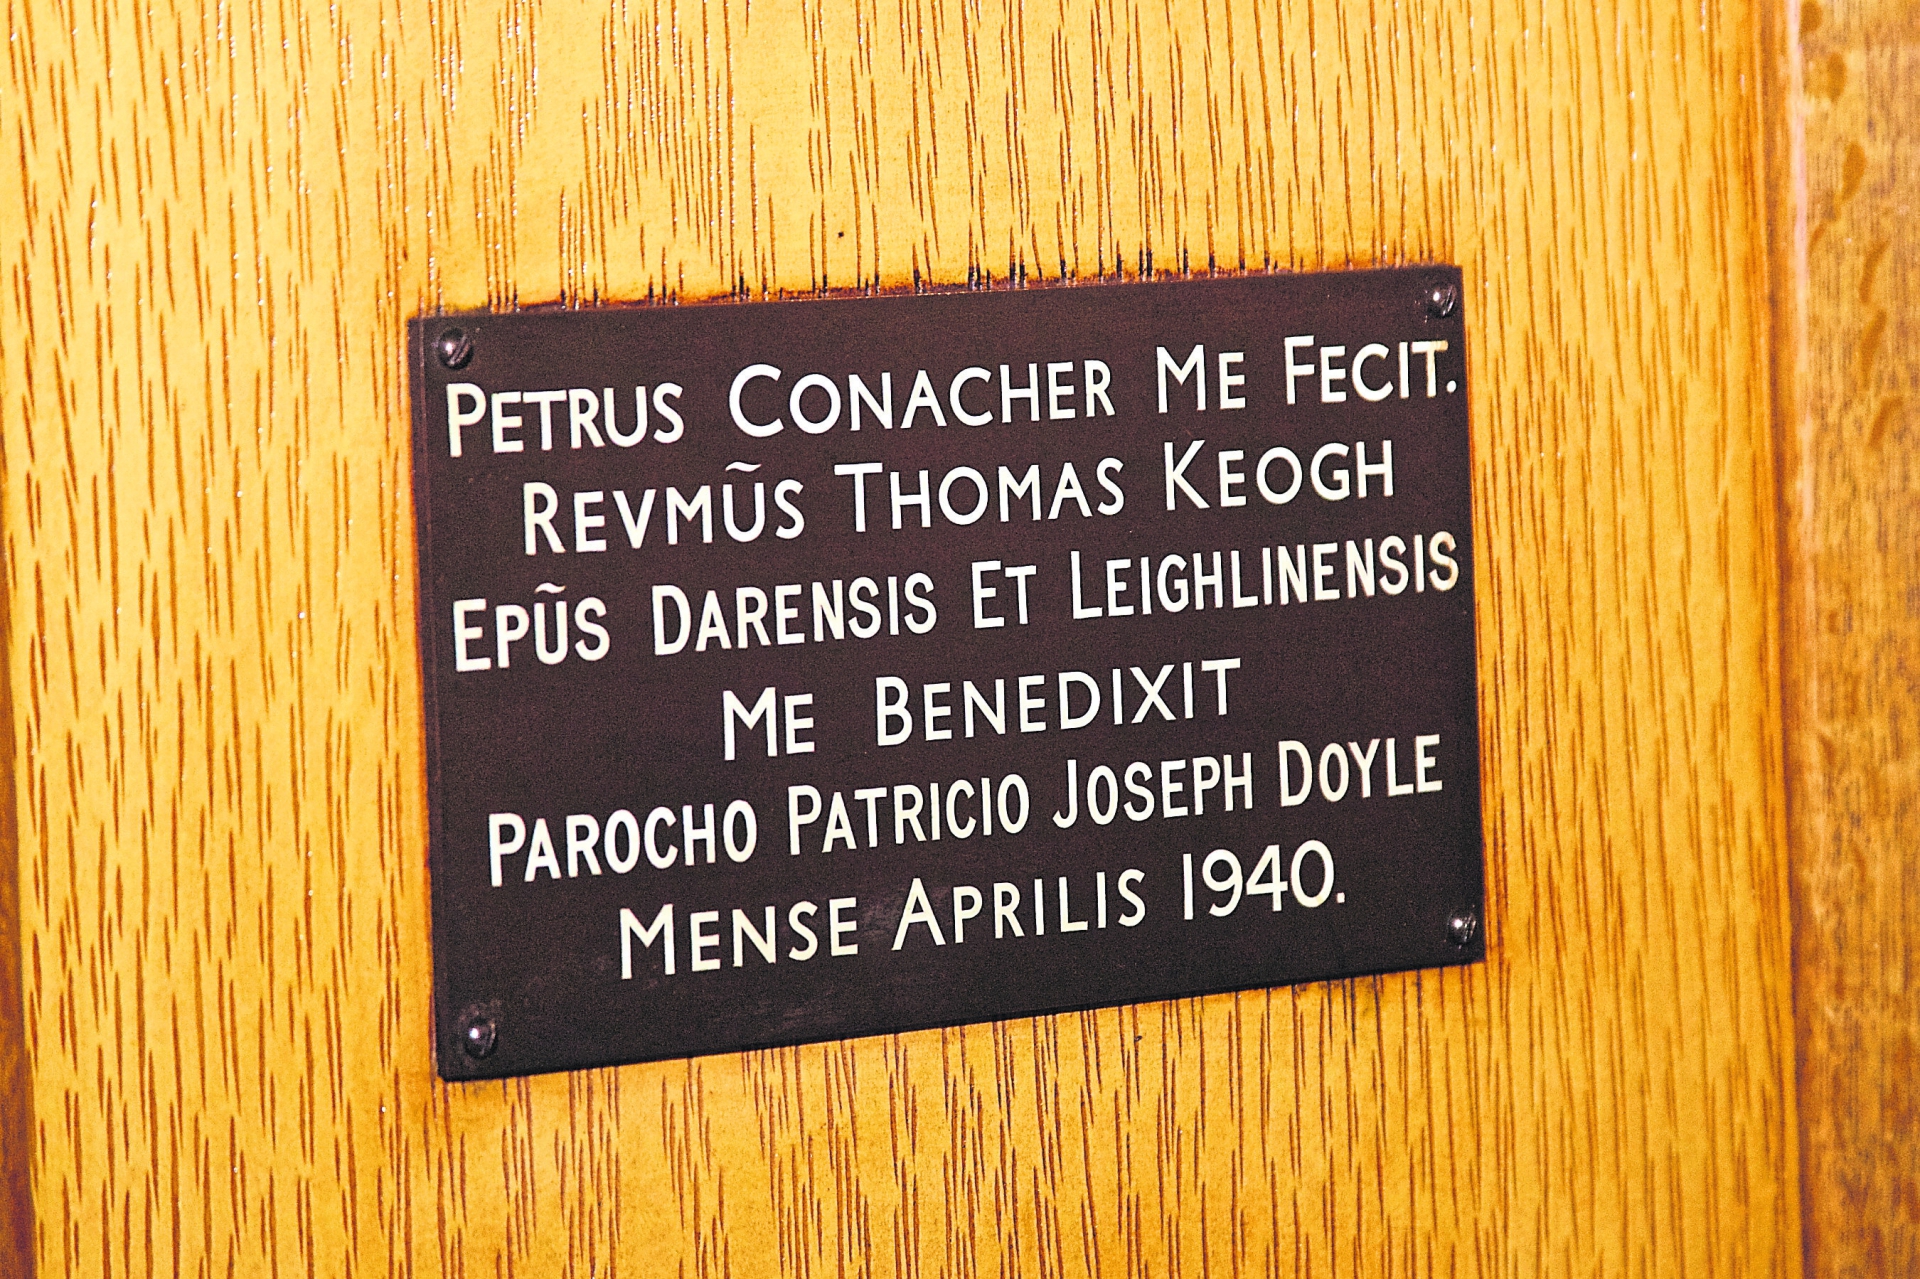 PETRUS CONACHER ME FECIT.
REVMŨS THOMAS KEOGH
EPŨS DARENSIS ET LEIGHLINENSIS
ME BENEDIXIT
PAROCHO PATRICIO JOSEPH DOYLE
MENSE APRILIS 1940.